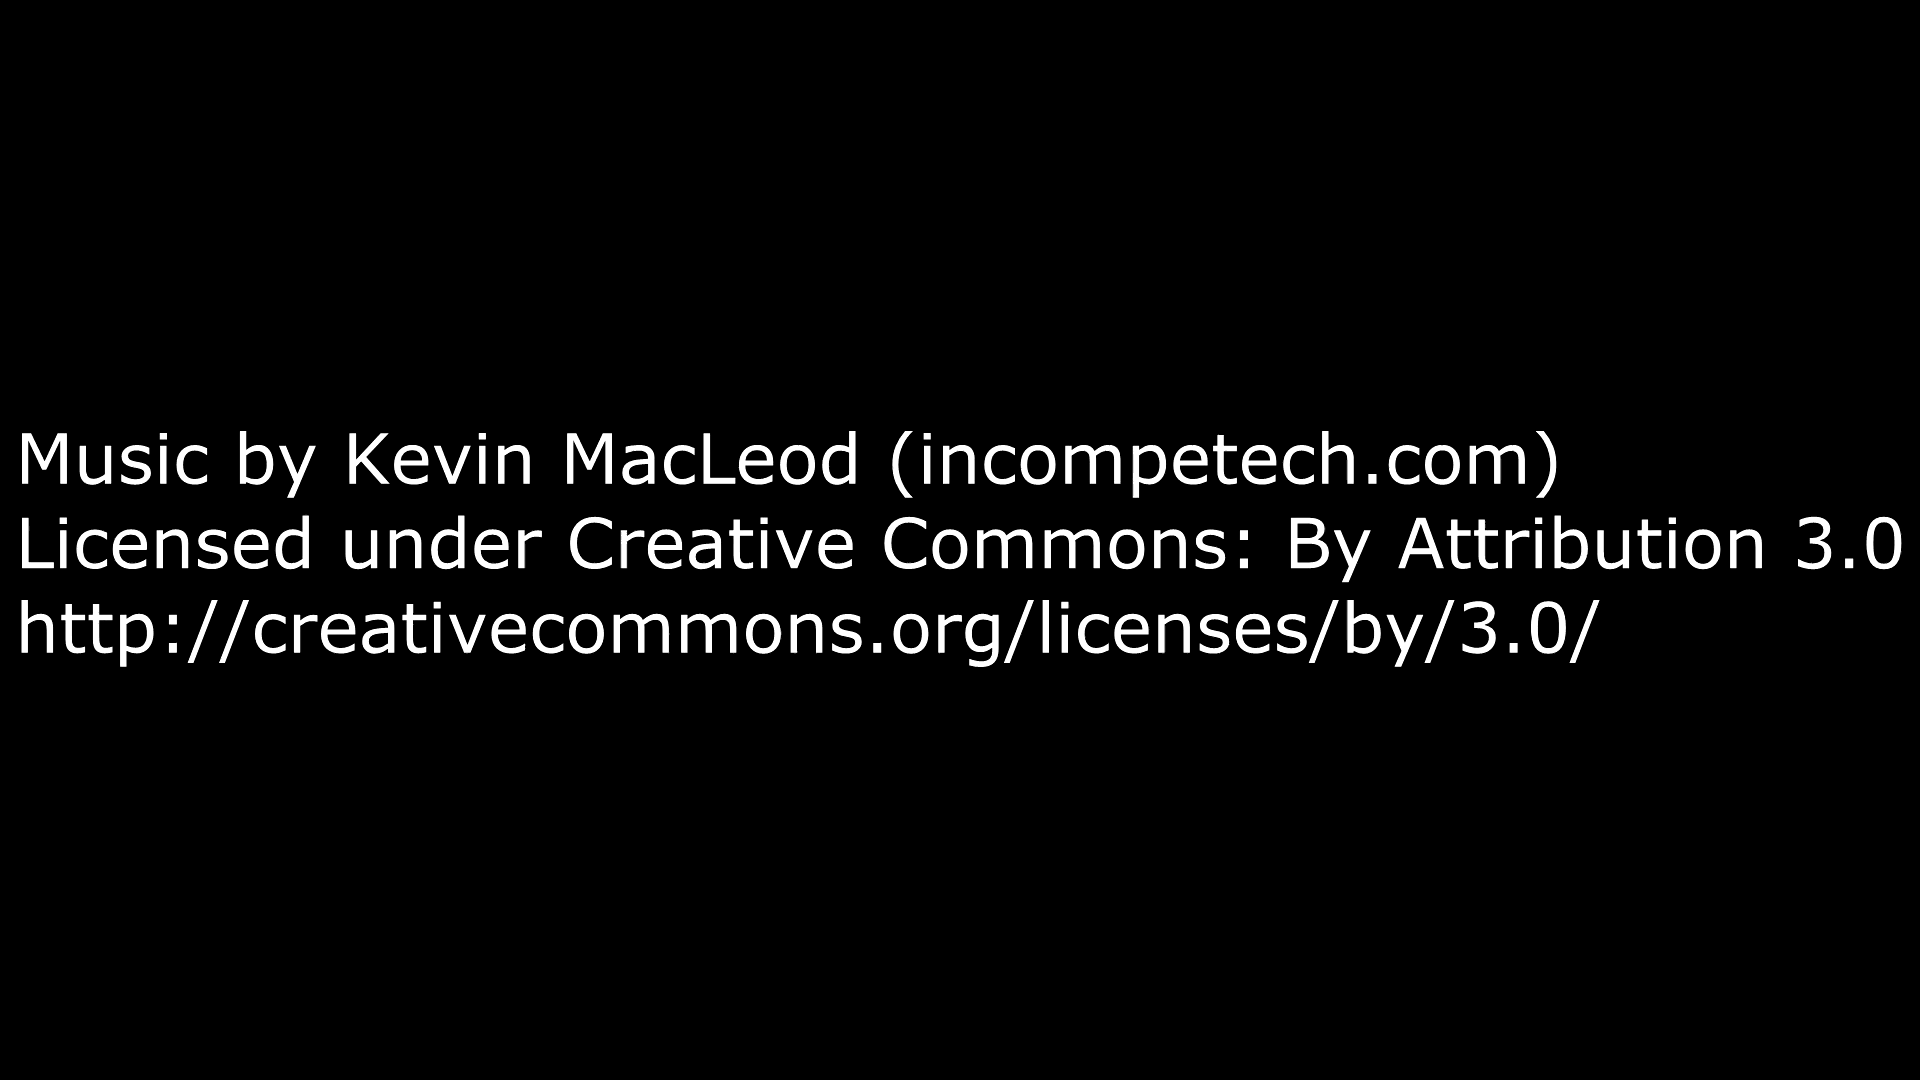 Music by Kevin MacLeod (incompetech.com)
Licensed under Creative Commons: By Attribution 3.0
http://creativecommons.org/licenses/by/3.0/